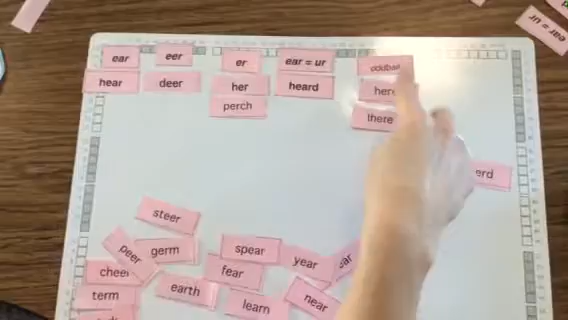 ear
eer
er
ear = ur
oddball
ear = ur
hear
deer
her
heard
here
perch
there
erd
steer
peer
germ
spear
year
ear
cheer
fear
term
earth
learn
near